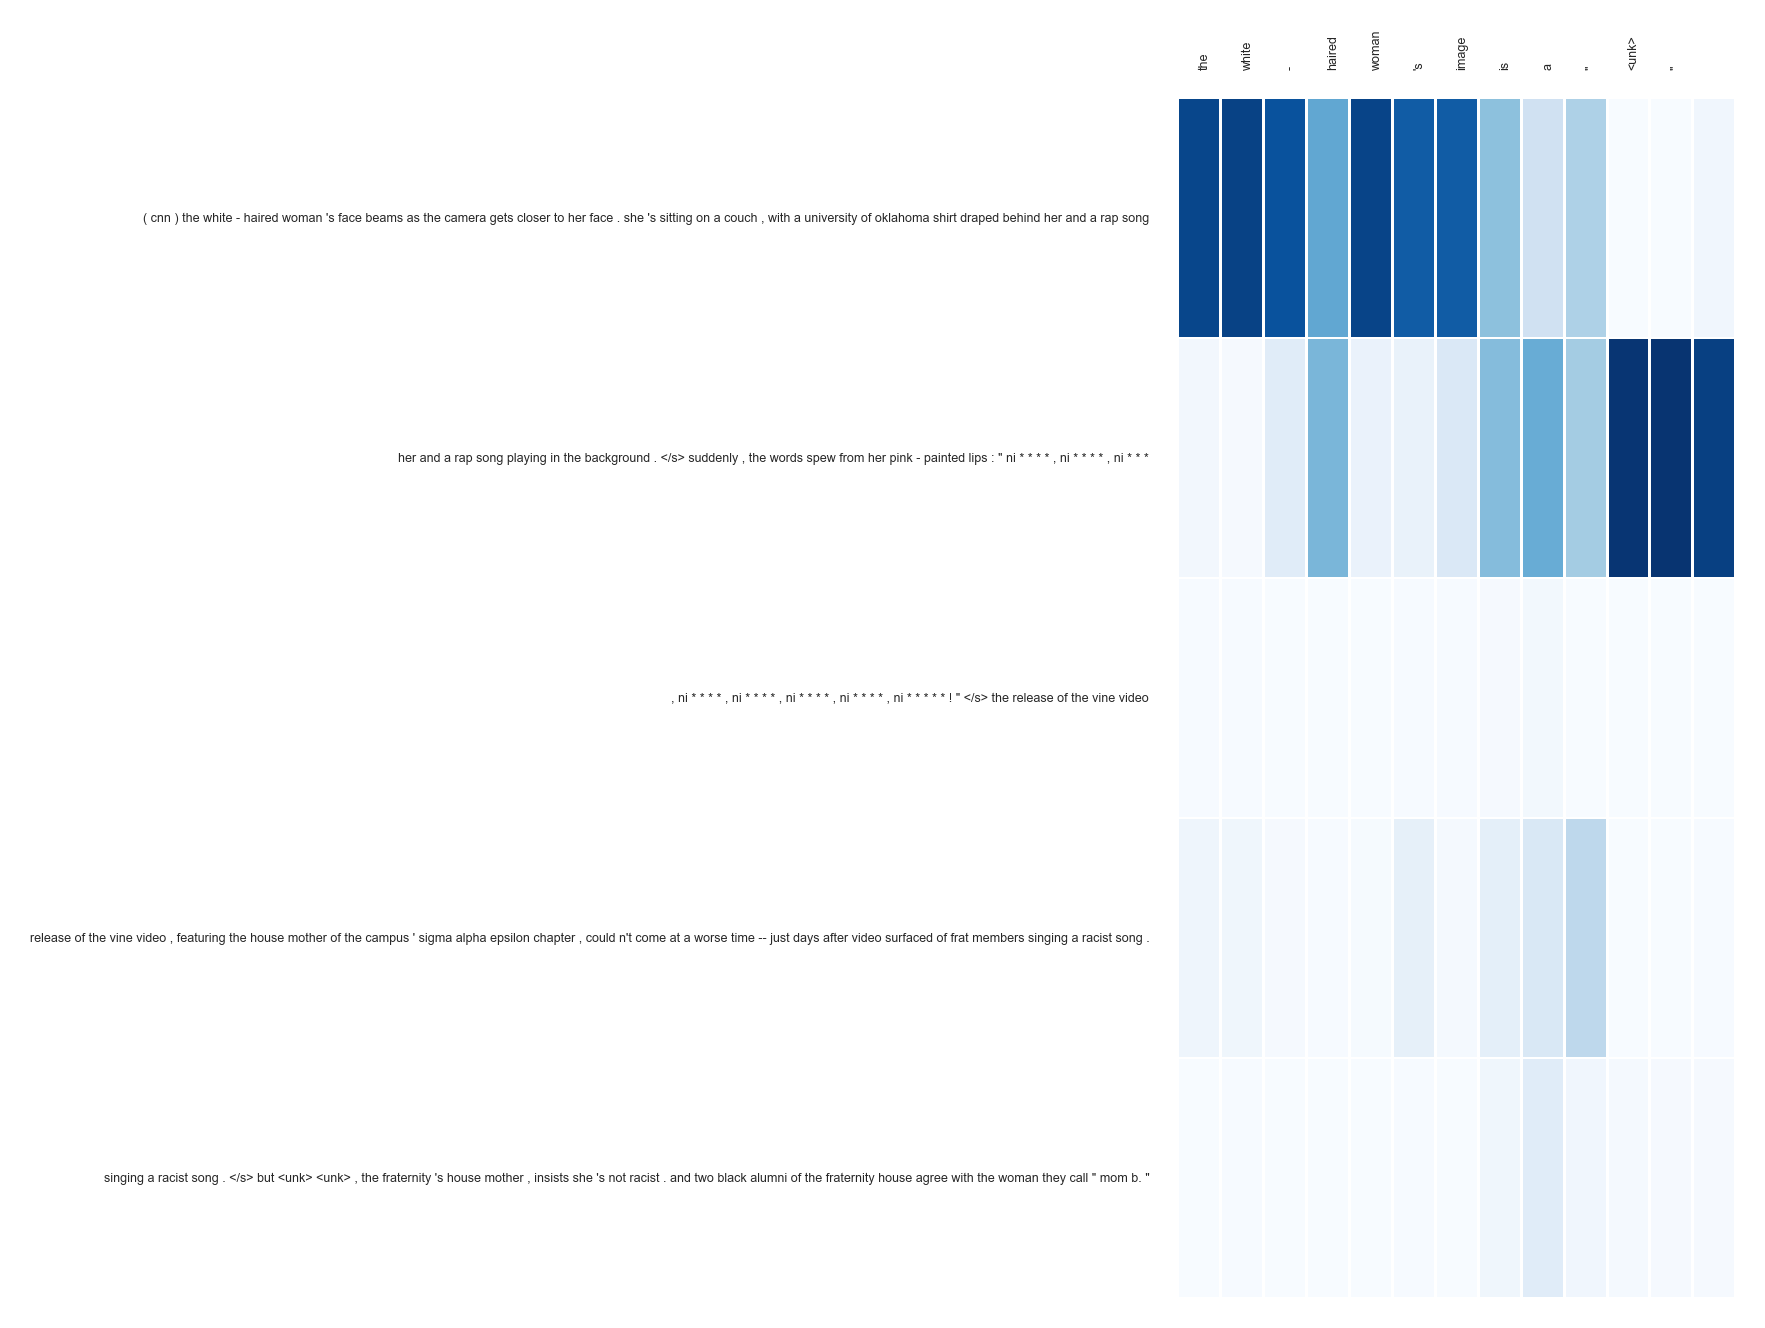 the white - haired woman 's image is a " <unk> "
( cnn ) the white - haired woman 's face beams as the camera gets closer to her face . she 's sitting on a couch , with a university of oklahoma shirt draped behind her and a rap song
her and a rap song playing in the background . </s> suddenly , the words spew from her pink - painted lips : " ni * * * * , ni * * * * , ni * * *
, ni * * * * , ni * * * * , ni * * * * , ni * * * * , ni * * * * * ! " </s> the release of the vine video
release of the vine video , featuring the house mother of the campus ' sigma alpha epsilon chapter , could n't come at a worse time -- just days after video surfaced of frat members singing a racist song .
singing a racist song . </s> but <unk> <unk> , the fraternity 's house mother , insists she 's not racist . and two black alumni of the fraternity house agree with the woman they call " mom b. "